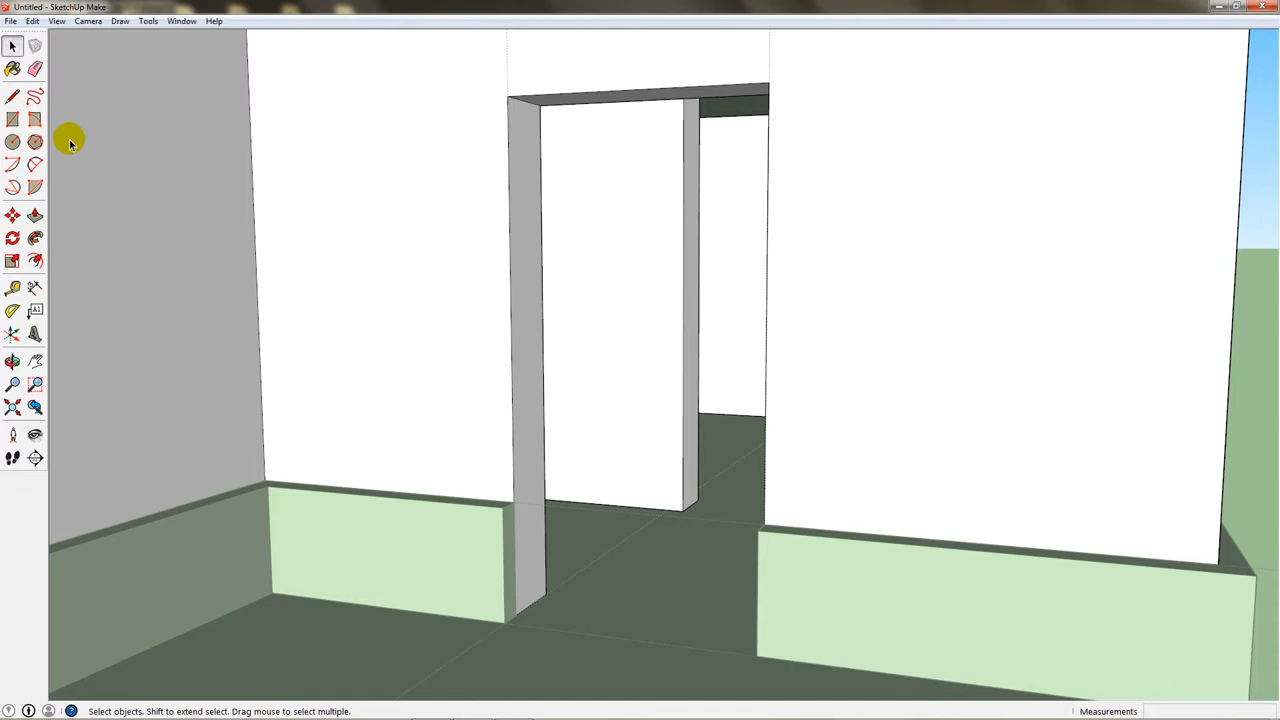 Untitled - SketchUp Make
File Edit View Camera Draw Tools Window Help
A1
Select objects. Shift to extend select. Drag mouse to select multiple.
Measurements